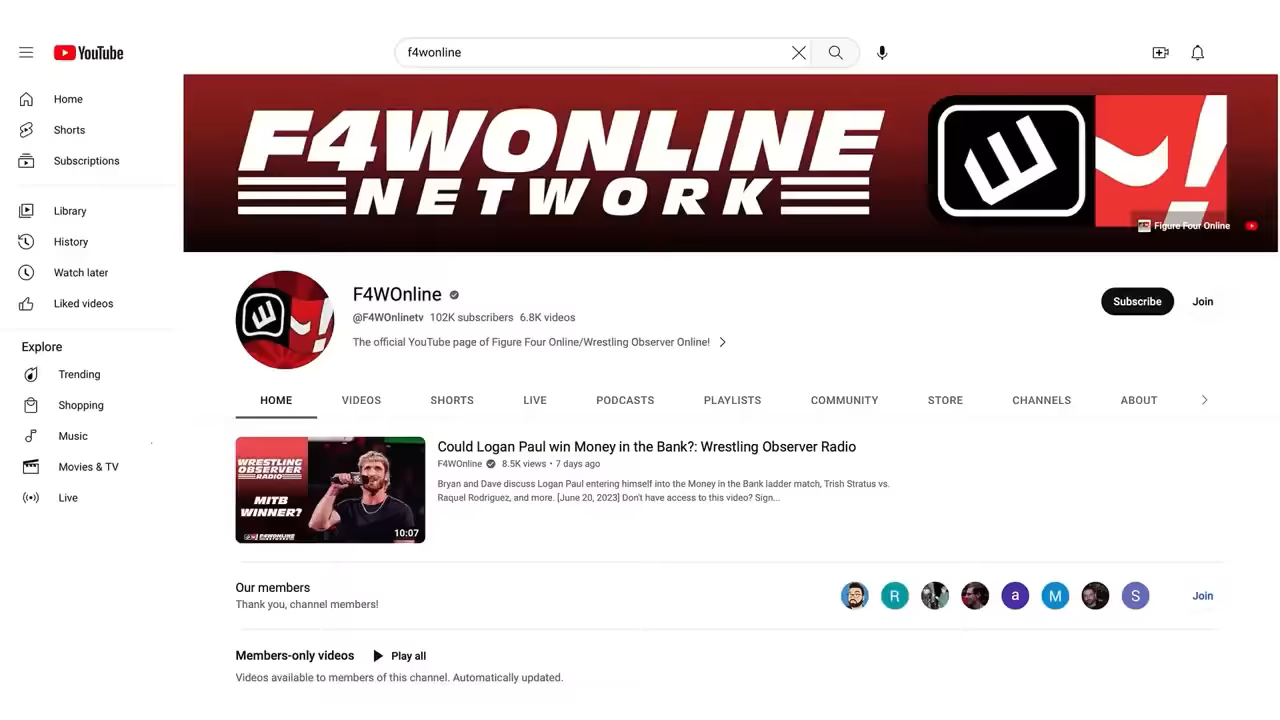 YouTube
f4wonline
Home
Shorts
Subscriptions
Library
History
Watch later
Liked videos
Explore
Trending
Shopping
Music
Movies & TV
Live
F4WONLINE
NETWORK
Figure Four Online
F4WOnline
@F4WOnlinetv 102K subscribers 6.8K videos
The official YouTube page of Figure Four Online/Wrestling Observer Online!
Subscribe
Join
HOME VIDEOS SHORTS LIVE PODCASTS PLAYLISTS COMMUNITY STORE CHANNELS ABOUT
WRESTLING
OBSERVER
RADIO
MITB
WINNER?
F4WONLINE
NETWORK
10:07
Could Logan Paul win Money in the Bank?: Wrestling Observer Radio
F4WOnline 8.5K views • 7 days ago
Bryan and Dave discuss Logan Paul entering himself into the Money in the Bank ladder match, Trish Stratus vs.
Raquel Rodriguez, and more. [June 20, 2023] Don't have access to this video? Sign...
Our members
Thank you, channel members!
R
a
M
S
Join
Members-only videos Play all
Videos available to members of this channel. Automatically updated.